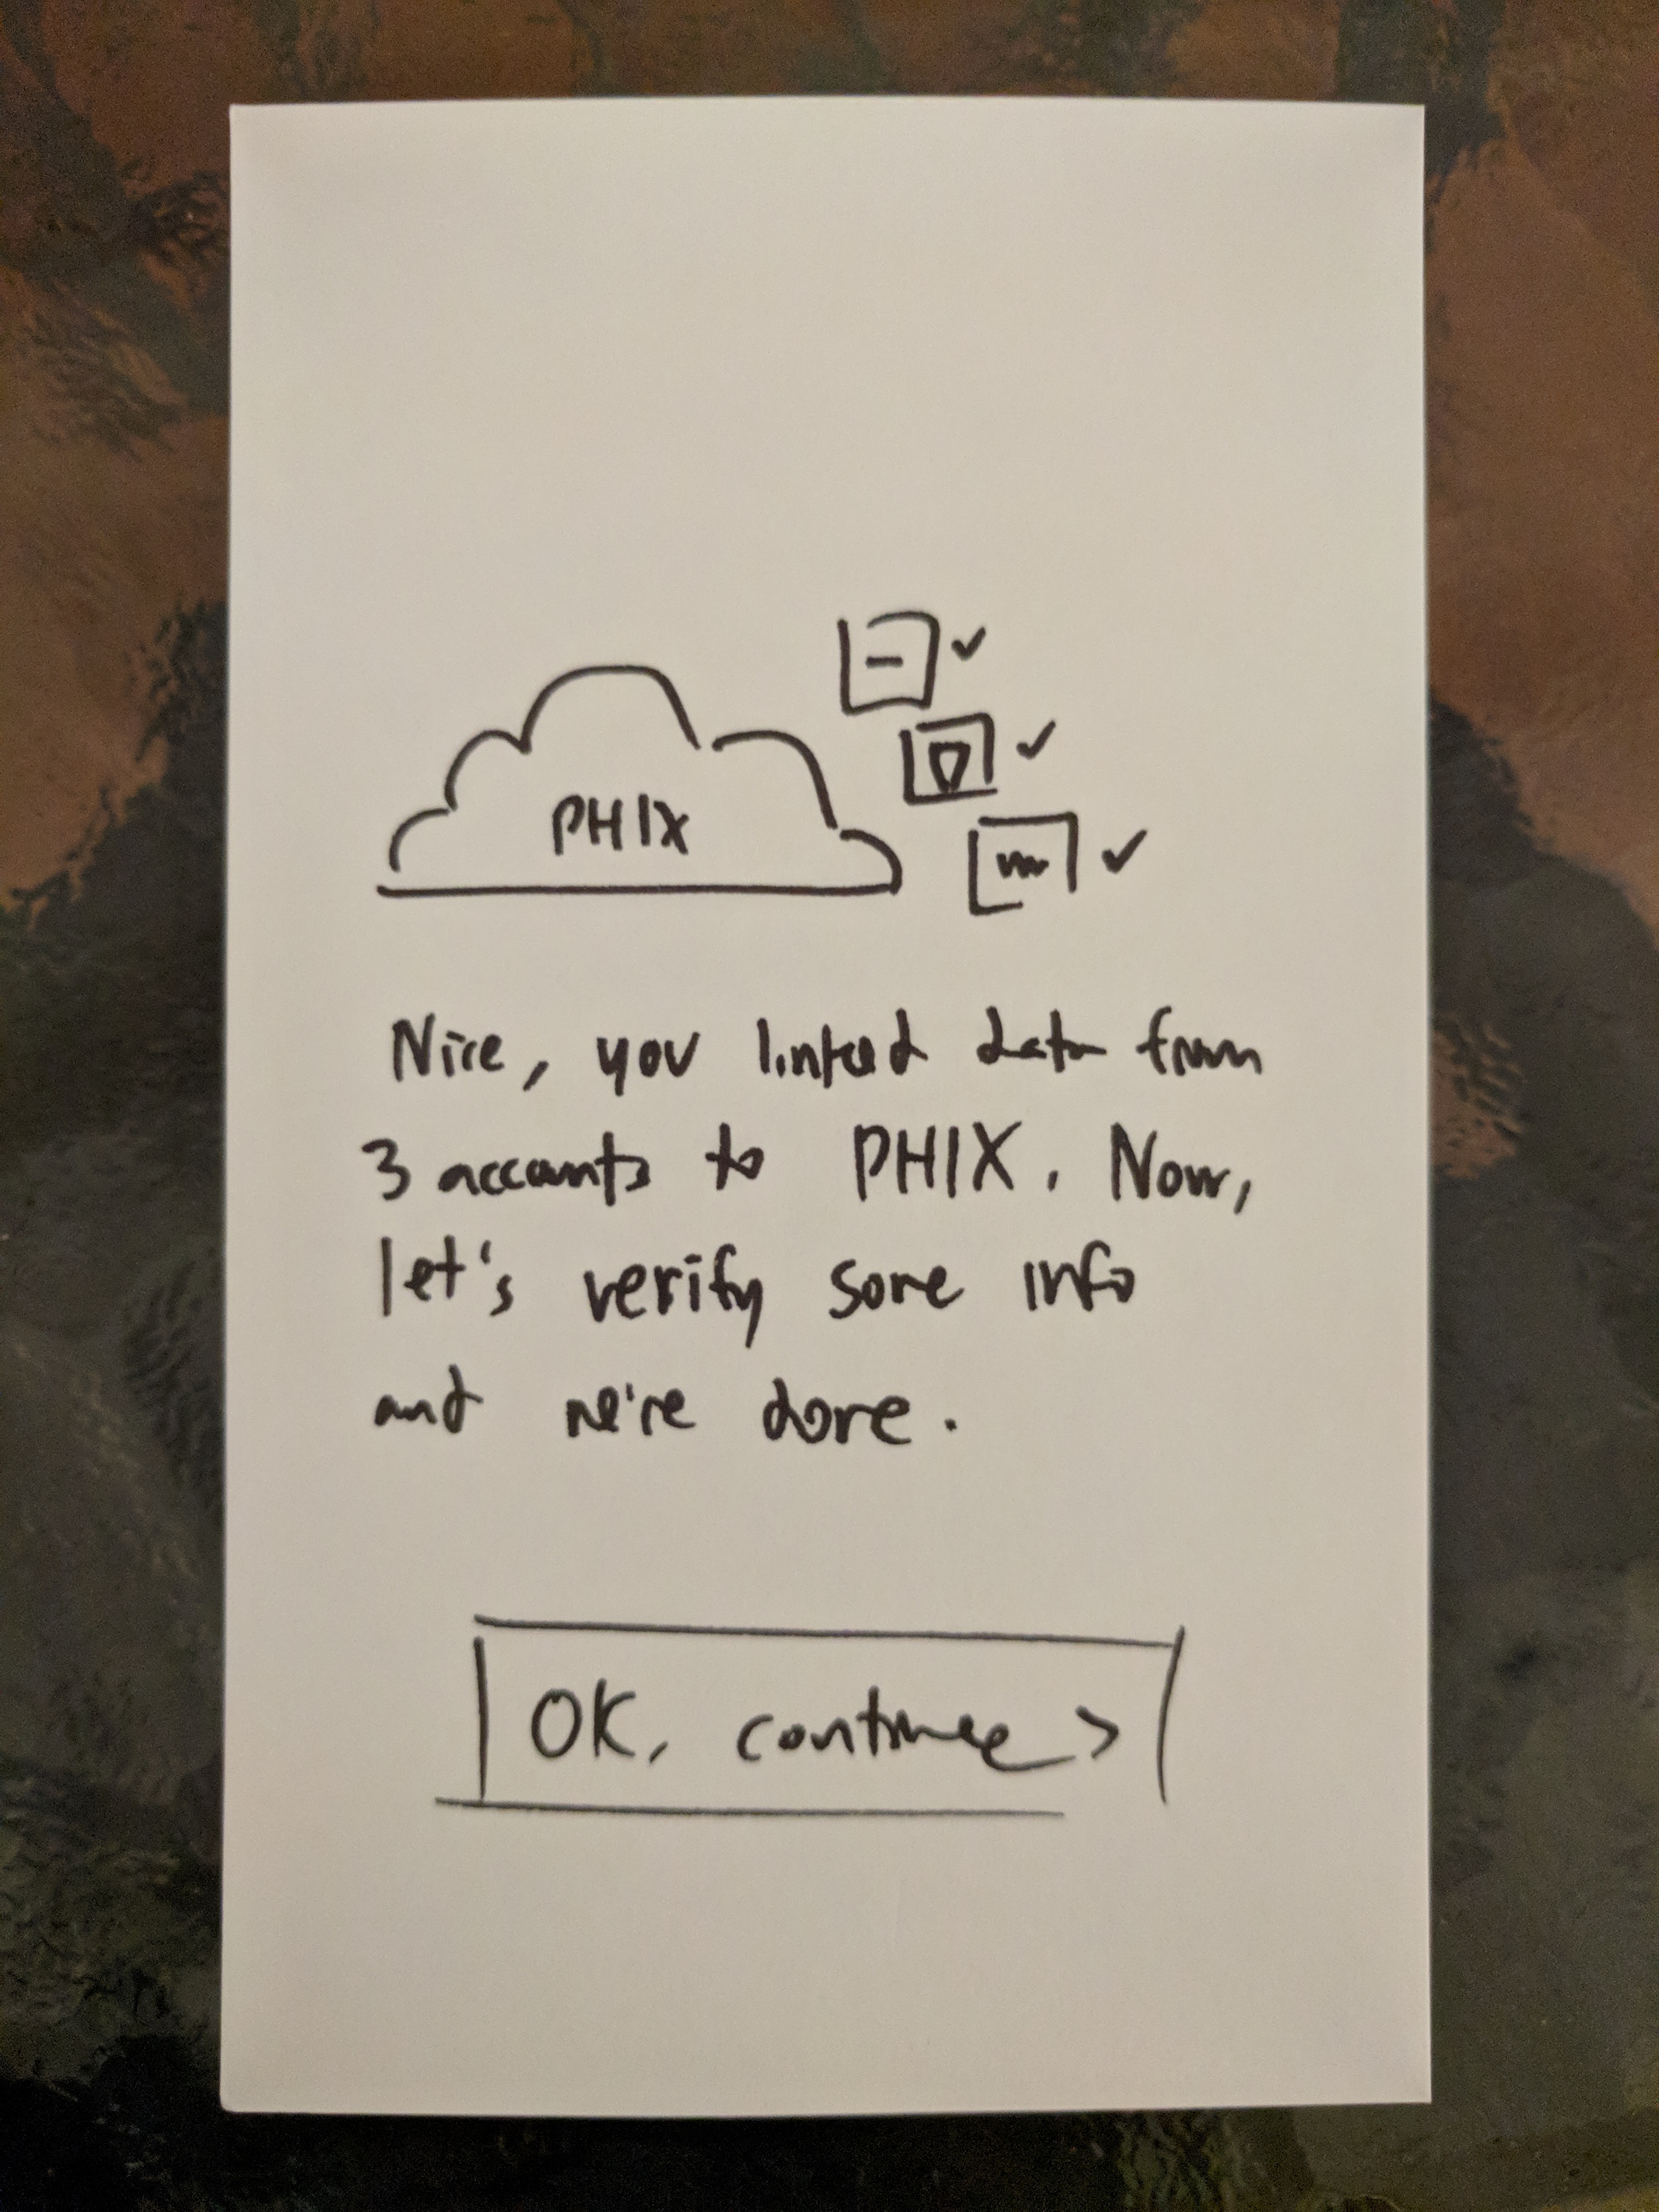 PHIX
Nice, you linked data from
3 accounts to PHIX. Now,
let's verify some info
and we're done.
OK, continue >